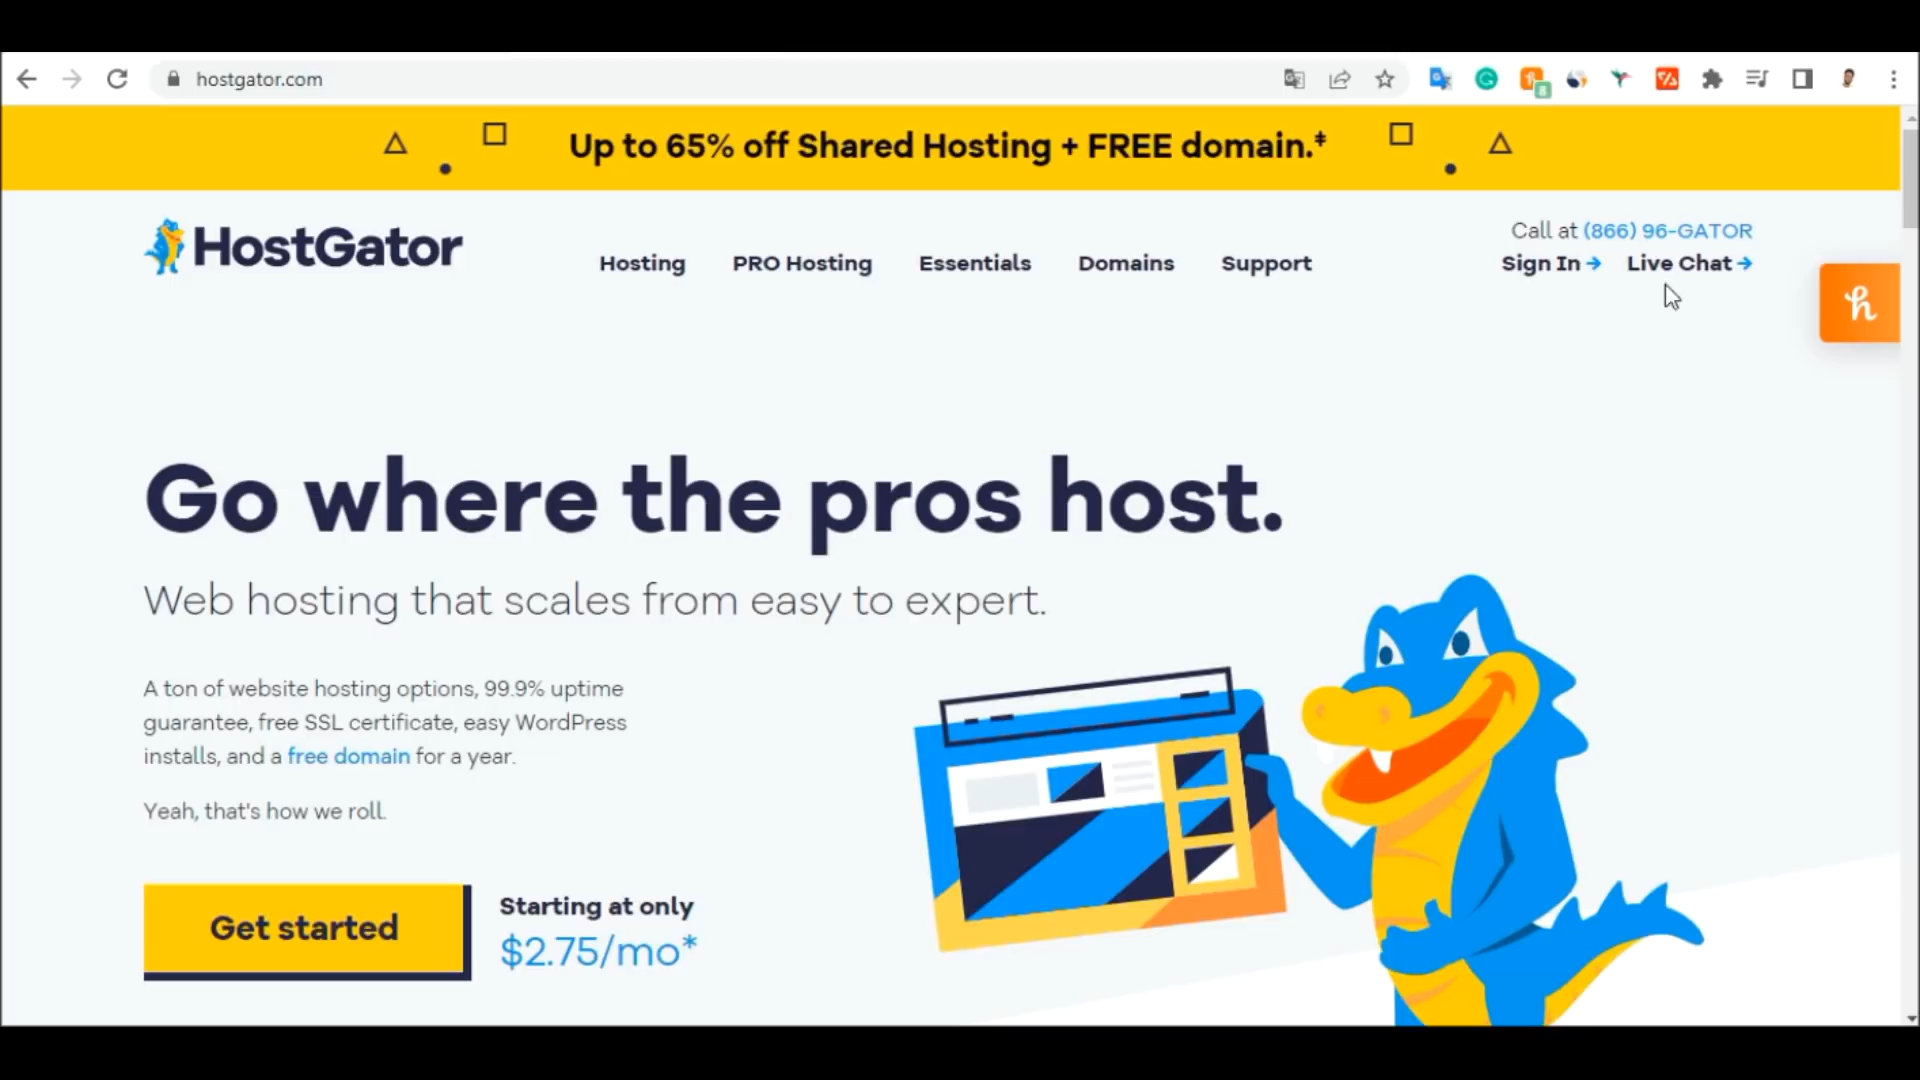 hostgator.com
8
Up to 65% off Shared Hosting + FREE domain.‡
HostGator
Hosting PRO Hosting Essentials Domains Support
Call at (866) 96-GATOR
Sign In → Live Chat →
h
Go where the pros host.
Web hosting that scales from easy to expert.
A ton of website hosting options, 99.9% uptime
guarantee, free SSL certificate, easy WordPress
installs, and a free domain for a year.
Yeah, that's how we roll.
Get started
Starting at only
$2.75/mo*